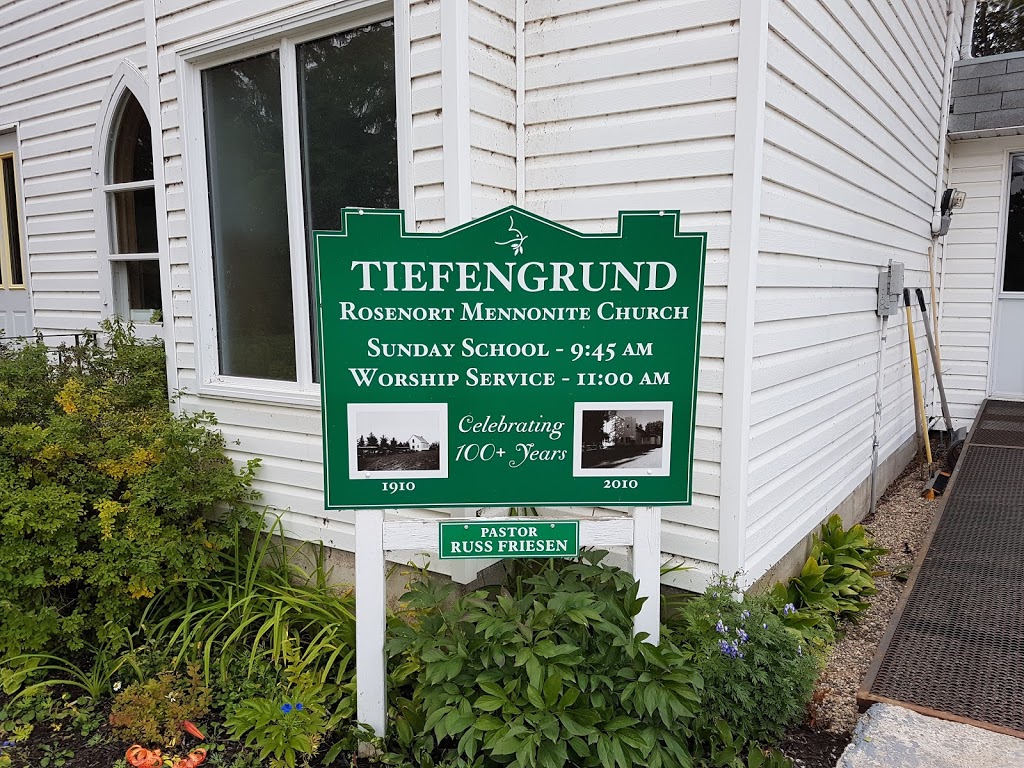 TIEFENGRUND
ROSENORT MENNONITE CHURCH
SUNDAY SCHOOL - 9:45 AM
WORSHIP SERVICE - 11:00 AM
Celebrating
100+ Years
1910
2010
PASTOR
RUSS FRIESEN